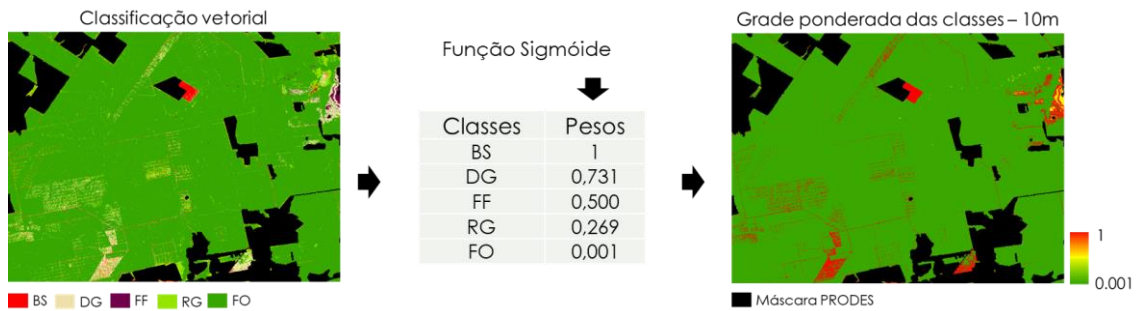 Classificação vetorial
BS DG FF RG FO
Função Sigmóide
Classes Pesos
BS 1
DG 0,731
FF 0,500
RG 0,269
FO 0,001
Grade ponderada das classes – 10m
1
0.001
Máscara PRODES